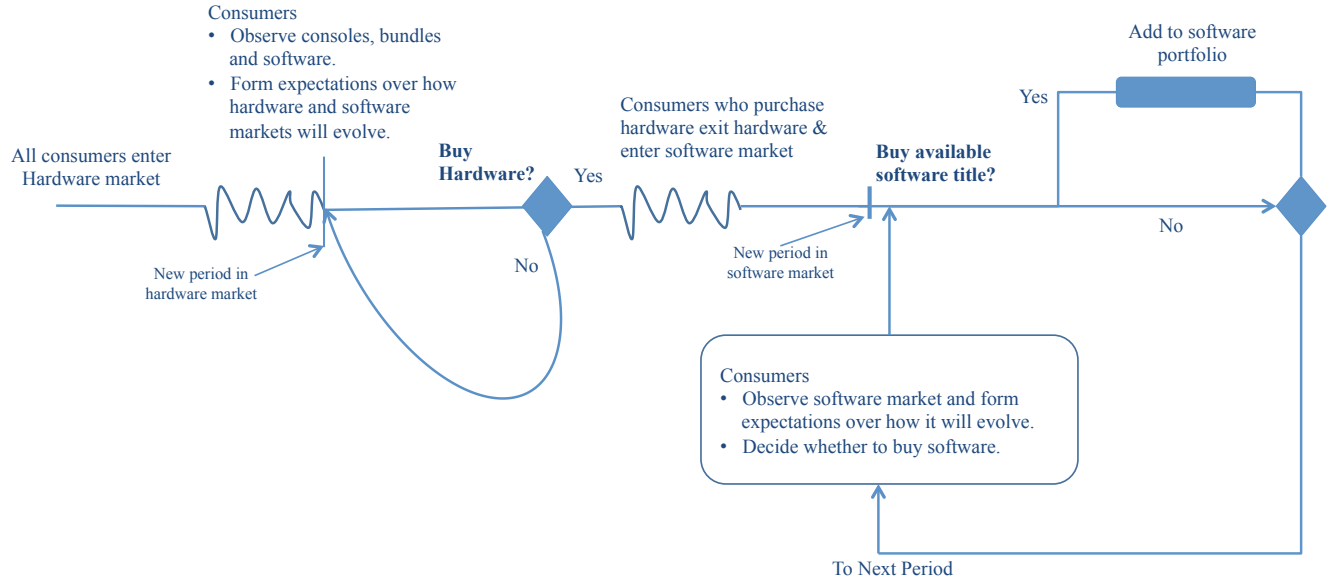 Consumers
• Observe consoles, bundles
and software.
• Form expectations over how
hardware and software
markets will evolve.
All consumers enter
Hardware market
New period in
hardware market
Buy
Hardware?
Yes
No
Consumers who purchase
hardware exit hardware &
enter software market
Buy available
software title?
New period in
software market
Yes
Add to software
portfolio
No
Consumers
• Observe software market and form
expectations over how it will evolve.
• Decide whether to buy software.
To Next Period